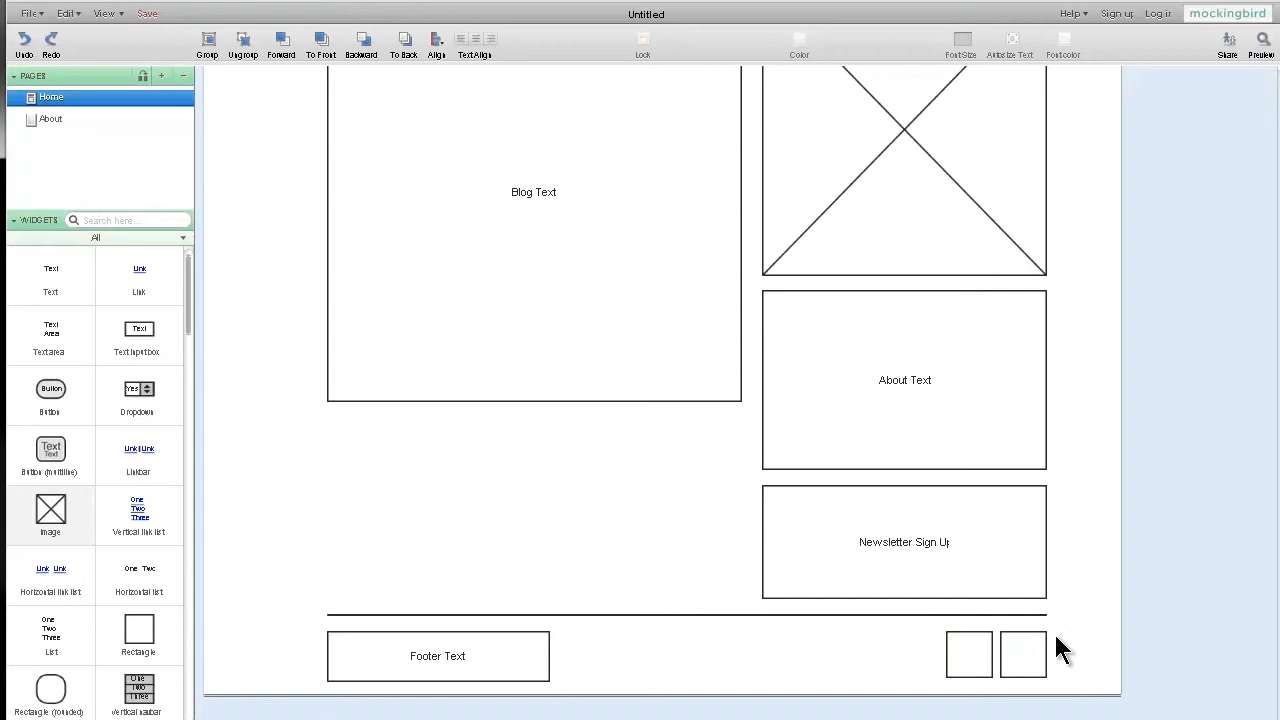 File Edit View Save Untitled Help Sign up Log in mockingbird
Undo Redo Group Ungroup Forward To Front Backward To Back Align Text Align Lock Color Font Size Autosize Text Font color Share Preview
PAGES
Home
About
WIDGETS Search here...
All
Text Link
Text Link
Text
Area Text
Text area Text input box
Button Yes
Button Dropdown
Text
Text Link|Link
Button (multiline) Linkbar
One
Two
Three
Image Vertical link list
Link Link One Two
Horizontal link list Horizontal list
One
Two
Three
List Rectangle
One
Two
Three
Rectangle (rounded) Vertical navbar
Blog Text
About Text
Newsletter Sign Up
Footer Text